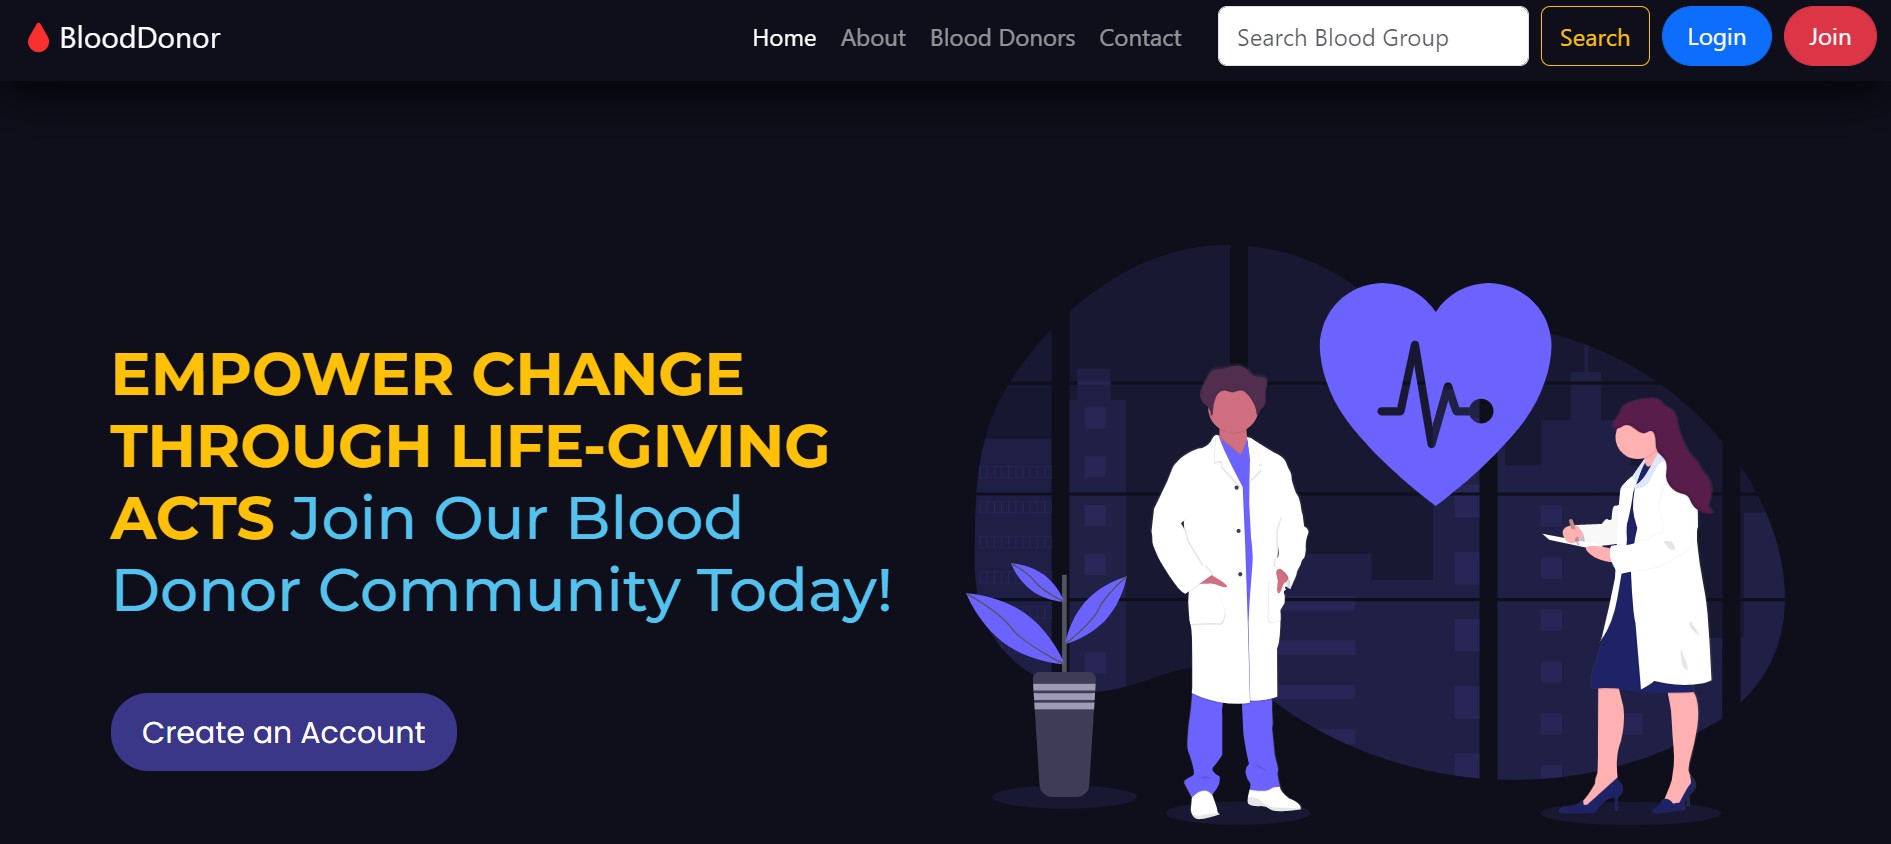 BloodDonor
Home About Blood Donors Contact Search Blood Group Search Login Join
EMPOWER CHANGE
THROUGH LIFE-GIVING
ACTS Join Our Blood
Donor Community Today!
Create an Account